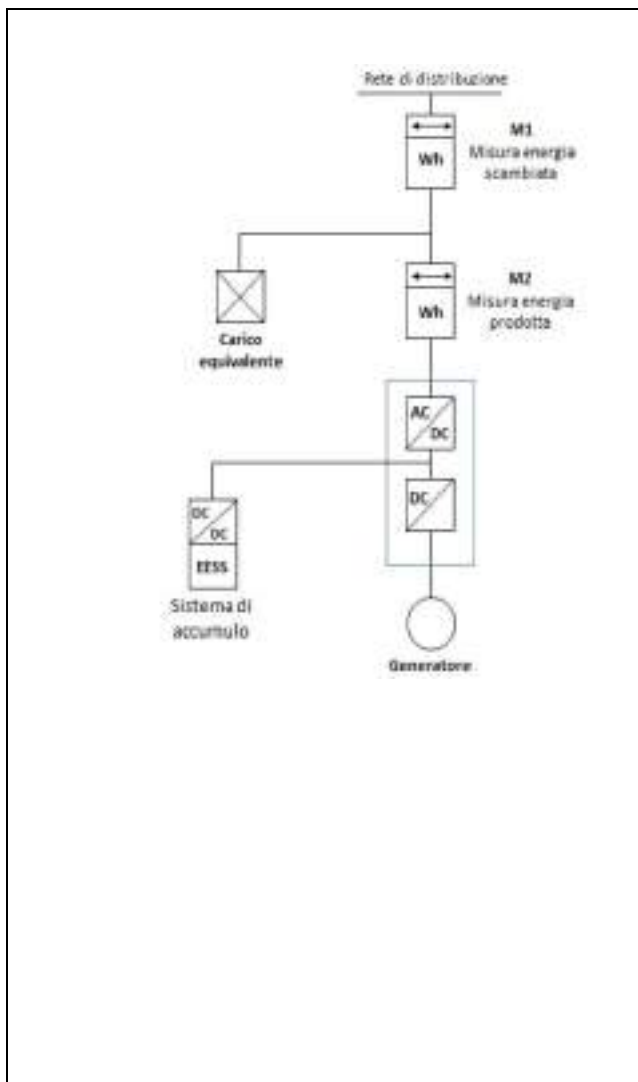 Rete di distribuzione
M1
Misura energia
scambiata
Wh
M2
Misura energia
prodotta
Wh
Carico
equivalente
AC
DC
DC
DC
DC
EESS
Sistema di
accumulo
Generatore